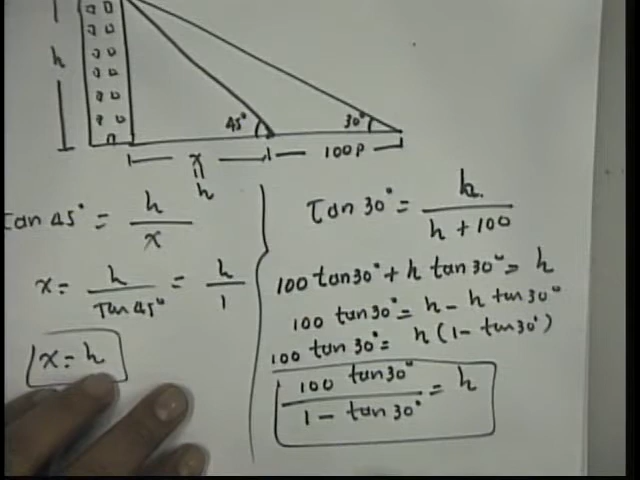 h
45°
30°
x
100P
=
h
Tan 45° = h / x
x = h / Tan 45° = h / 1
x = h
Tan 30° = h / h + 100
100 tan 30° + h tan 30° = h
100 tan 30° = h - h tan 30°
100 tan 30° = h (1 - tan 30°)
100 tan 30° / 1 - tan 30° = h